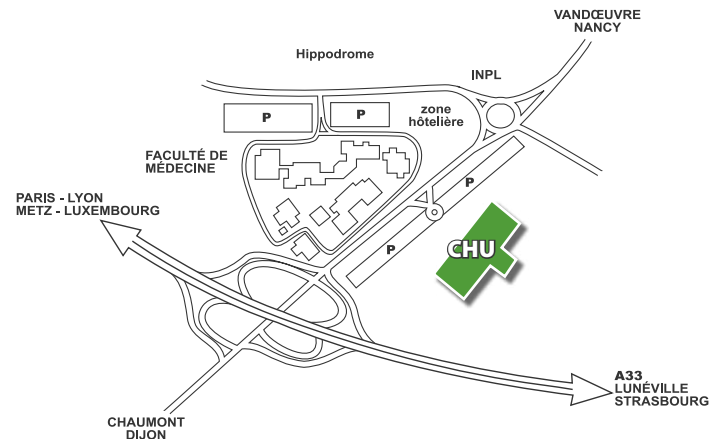 VANDŒUVRE
NANCY
Hippodrome
INPL
P
P
zone
hôtelière
FACULTÉ DE
MÉDECINE
P
PARIS - LYON
METZ - LUXEMBOURG
P
CHU
A33
LUNÉVILLE
STRASBOURG
CHAUMONT
DIJON